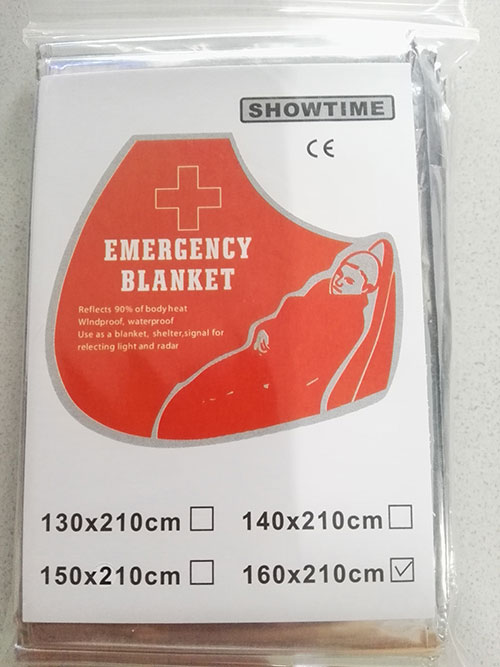 SHOWTIME
CE
EMERGENCY
BLANKET
Reflects 90% of body heat
Windproof, waterproof
Use as a blanket, shelter,signal for
relecting light and radar
130x210cm ☐ 140x210cm ☐
150x210cm ☐ 160x210cm ☑